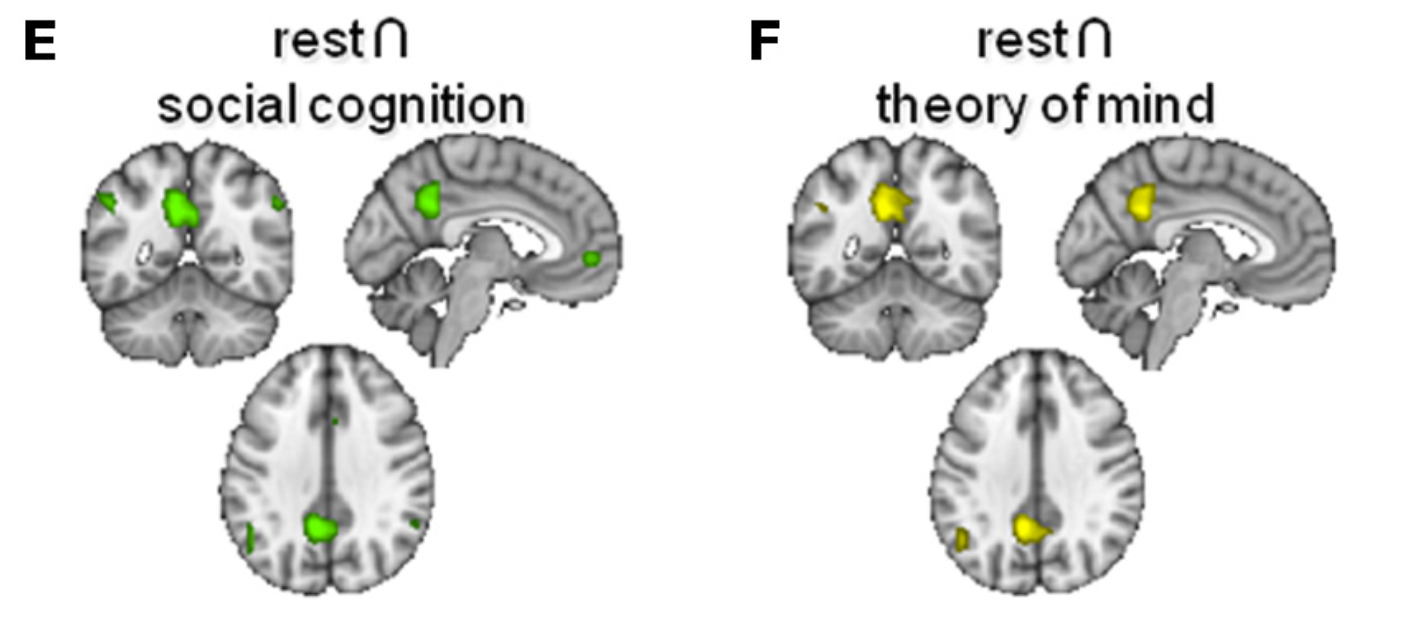 E
rest ∩
social cognition
F
rest ∩
theory of mind